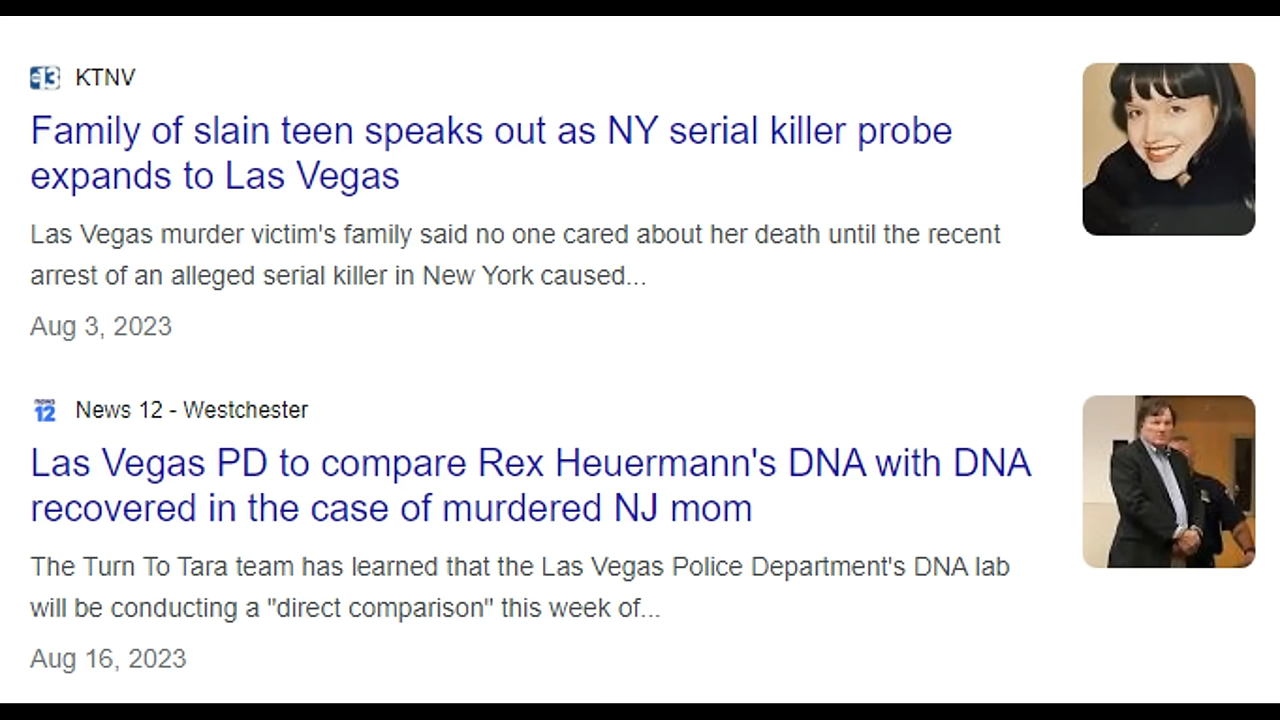 13 KTNV
Family of slain teen speaks out as NY serial killer probe
expands to Las Vegas
Las Vegas murder victim's family said no one cared about her death until the recent
arrest of an alleged serial killer in New York caused...
Aug 3, 2023
news
12 News 12 - Westchester
Las Vegas PD to compare Rex Heuermann's DNA with DNA
recovered in the case of murdered NJ mom
The Turn To Tara team has learned that the Las Vegas Police Department's DNA lab
will be conducting a "direct comparison" this week of...
Aug 16, 2023